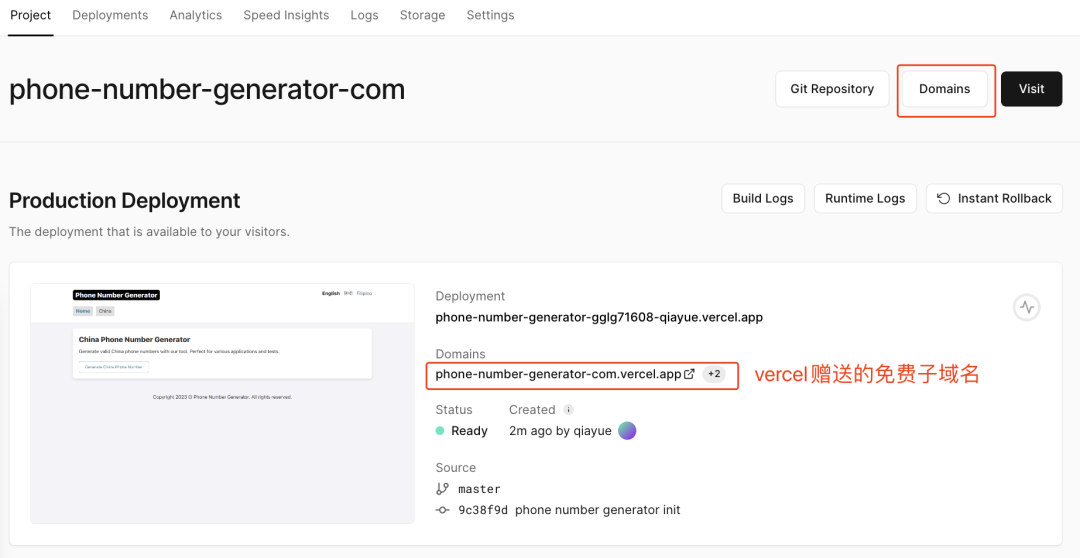 Project Deployments Analytics Speed Insights Logs Storage Settings
phone-number-generator-com
Git Repository Domains Visit
Production Deployment
Build Logs Runtime Logs Instant Rollback
The deployment that is available to your visitors.
Phone Number Generator
English 中文 Filipino
Home China
China Phone Number Generator
Generate valid China phone numbers with our tool. Perfect for various applications and tests.
Generate China Phone Number
Copyright 2023 © Phone Number Generator. All rights reserved.
Deployment
phone-number-generator-gglg71608-qiayue.vercel.app
Domains
phone-number-generator-com.vercel.app +2
vercel赠送的免费子域名
Status Created
Ready 2m ago by qiayue
Source
master
9c38f9d phone number generator init